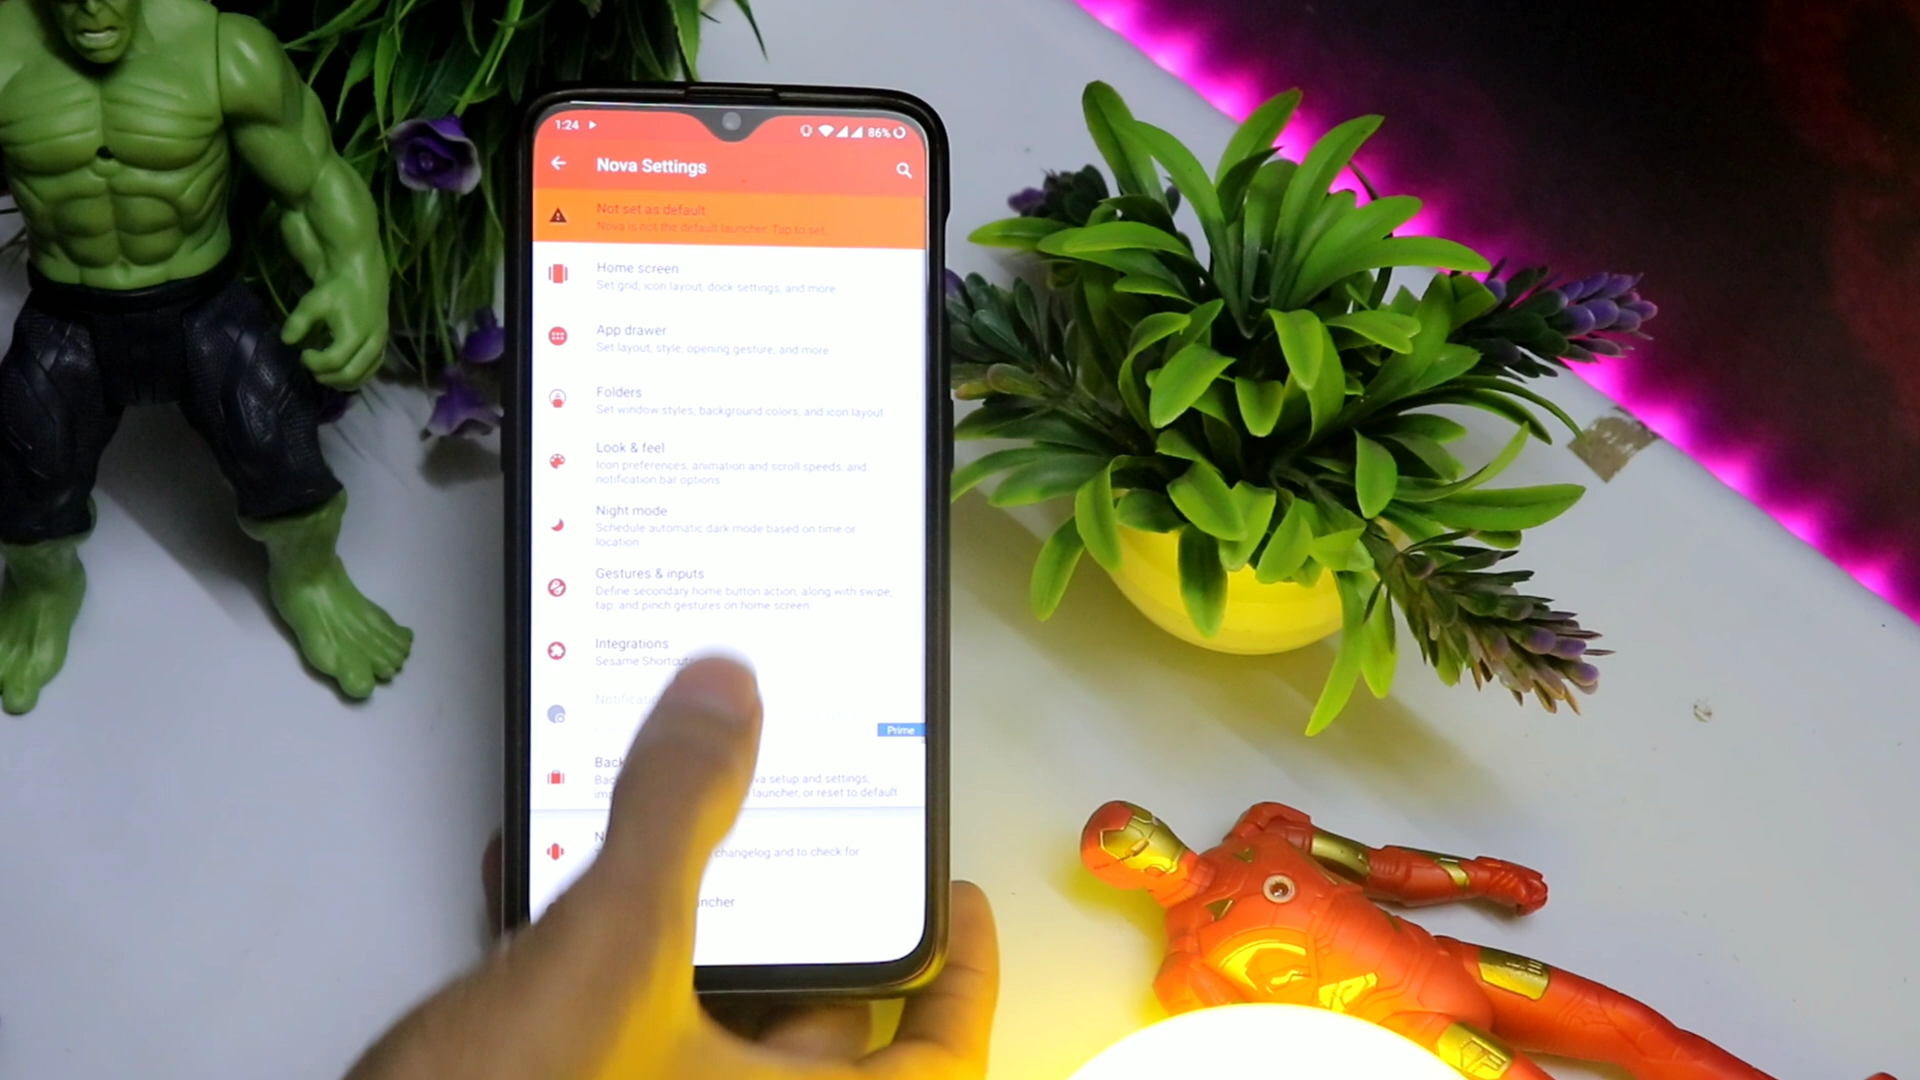 1:24
86%
Nova Settings
Not set as default
Nova is not the default launcher. Tap to set.
Home screen
Set grid, icon layout, dock settings, and more
App drawer
Set layout, style, opening gesture, and more
Folders
Set window styles, background colors, and icon layout
Look & feel
Icon preferences, animation and scroll speeds, and
notification bar options
Night mode
Schedule automatic dark mode based on time or
location
Gestures & inputs
Define secondary home button action, along with swipe,
tap, and pinch gestures on home screen
Integrations
Sesame Shortcuts
Prime
setup and settings,
launcher, or reset to default
changelog and to check for